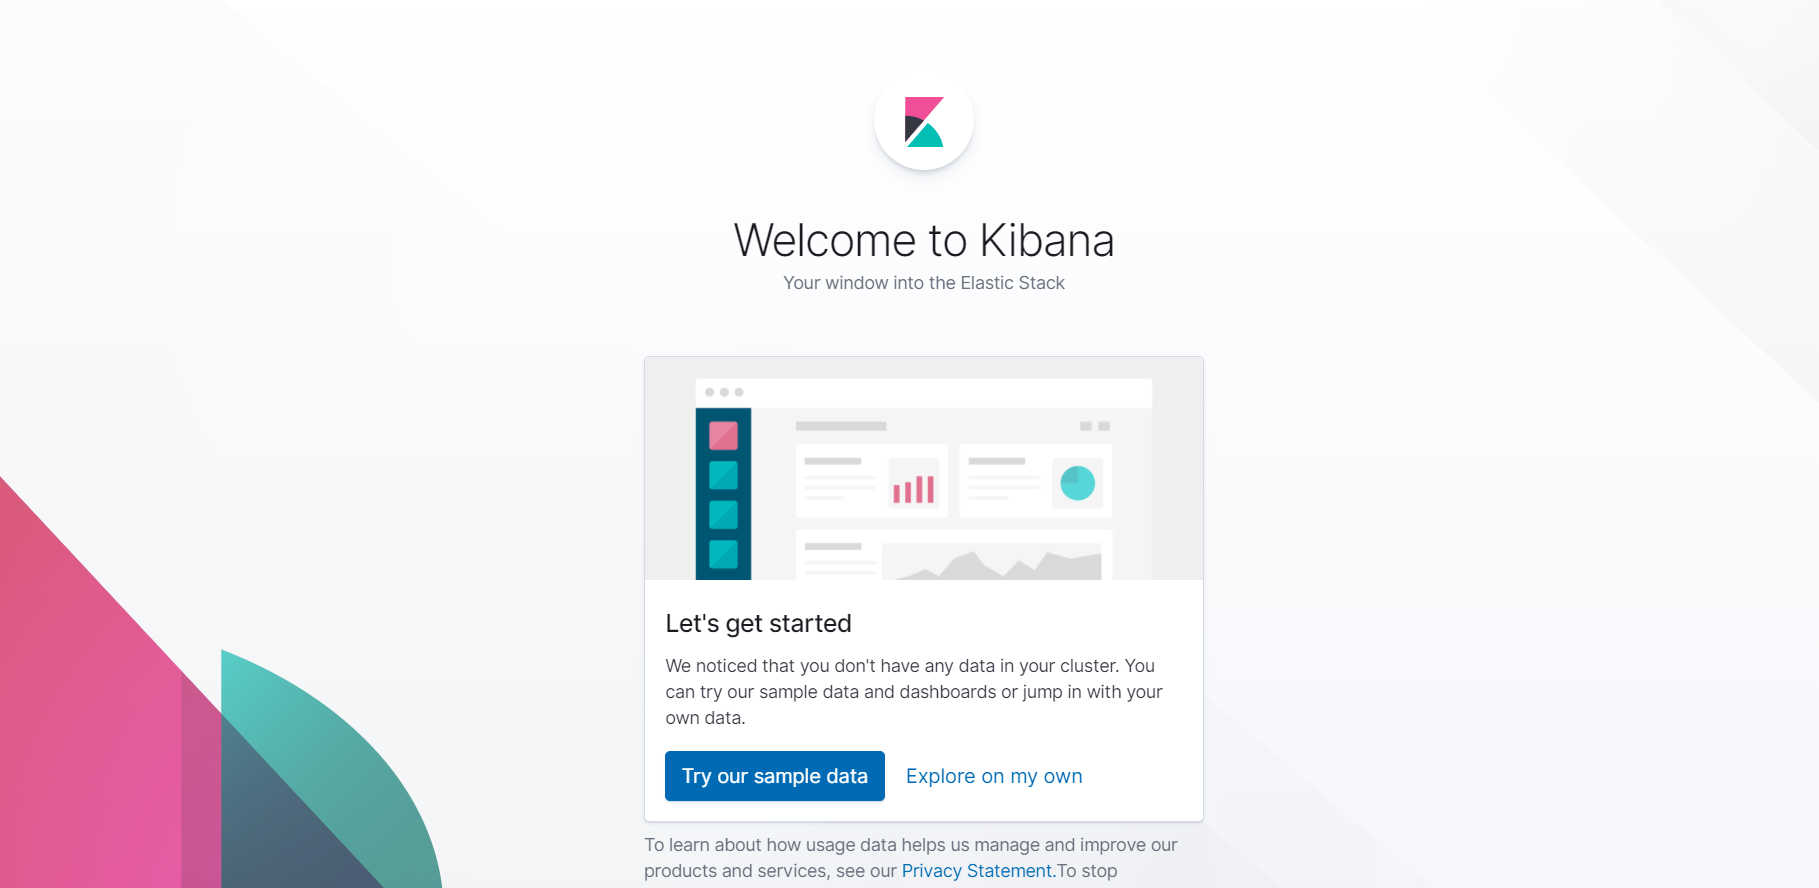 Welcome to Kibana
Your window into the Elastic Stack
Let's get started
We noticed that you don't have any data in your cluster. You
can try our sample data and dashboards or jump in with your
own data.
Try our sample data
Explore on my own
To learn about how usage data helps us manage and improve our
products and services, see our Privacy Statement.To stop